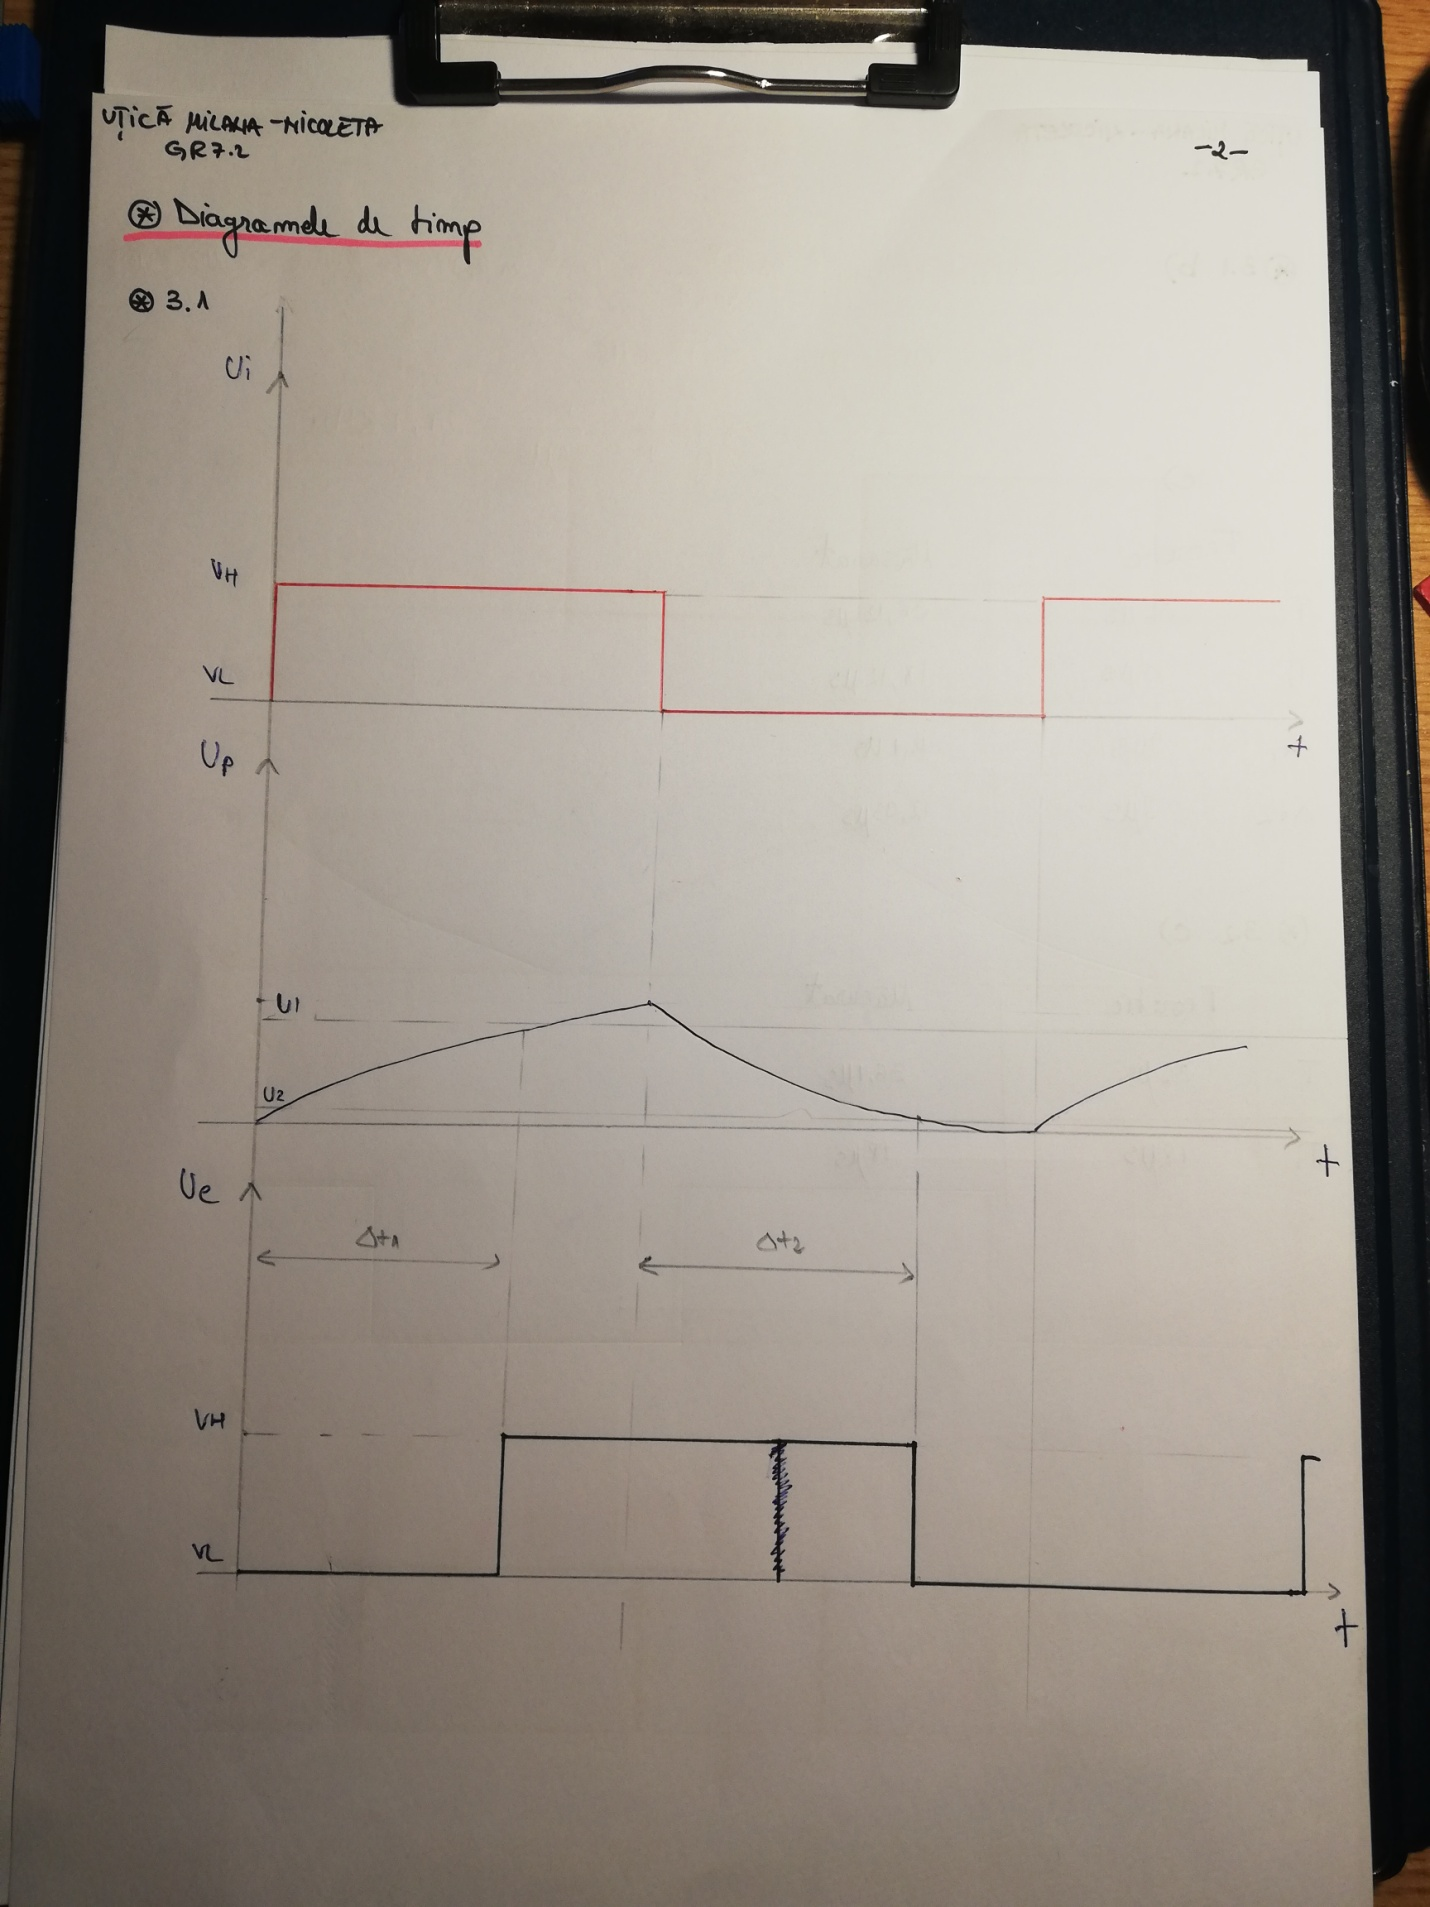 UȚICĂ MILANA-NICOLETA
GR7.2
-2-
Diagramele de timp
3.1
Ui
VH
VL
t
Up
U1
U2
t
Ue
Δt1
Δt2
VH
VL
t